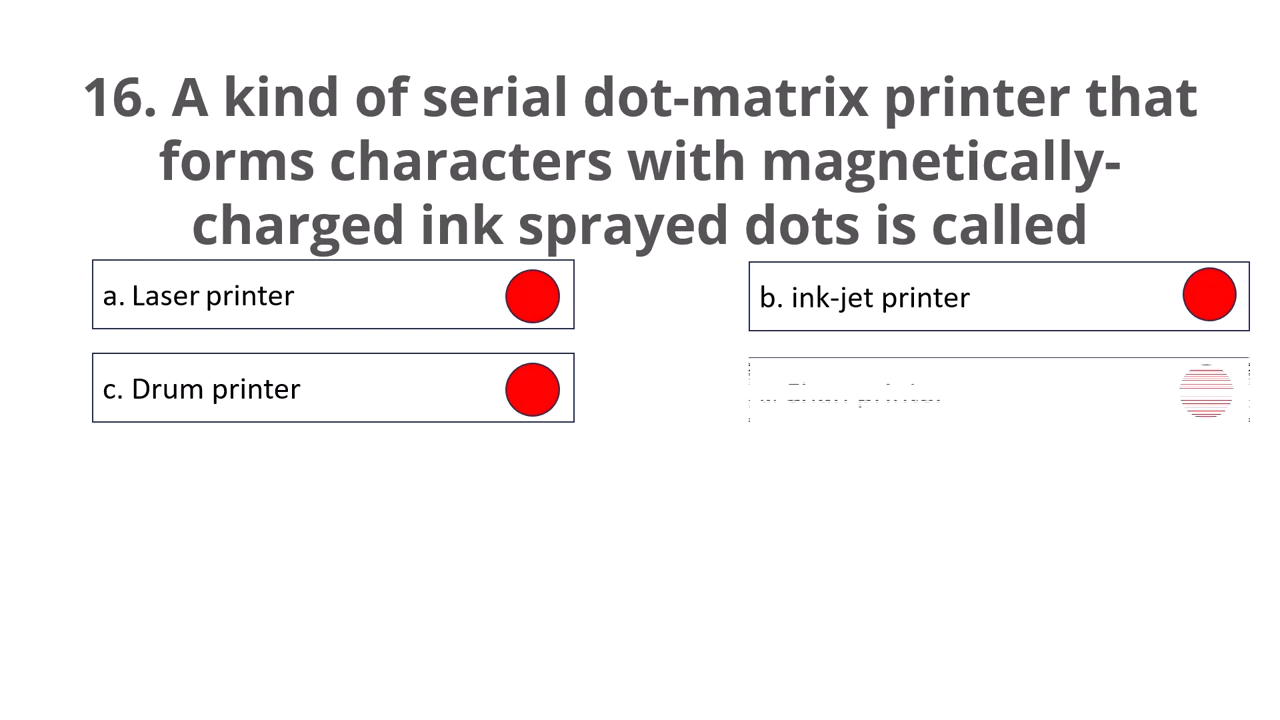 16. A kind of serial dot-matrix printer that
forms characters with magnetically-
charged ink sprayed dots is called
a. Laser printer
b. ink-jet printer
c. Drum printer